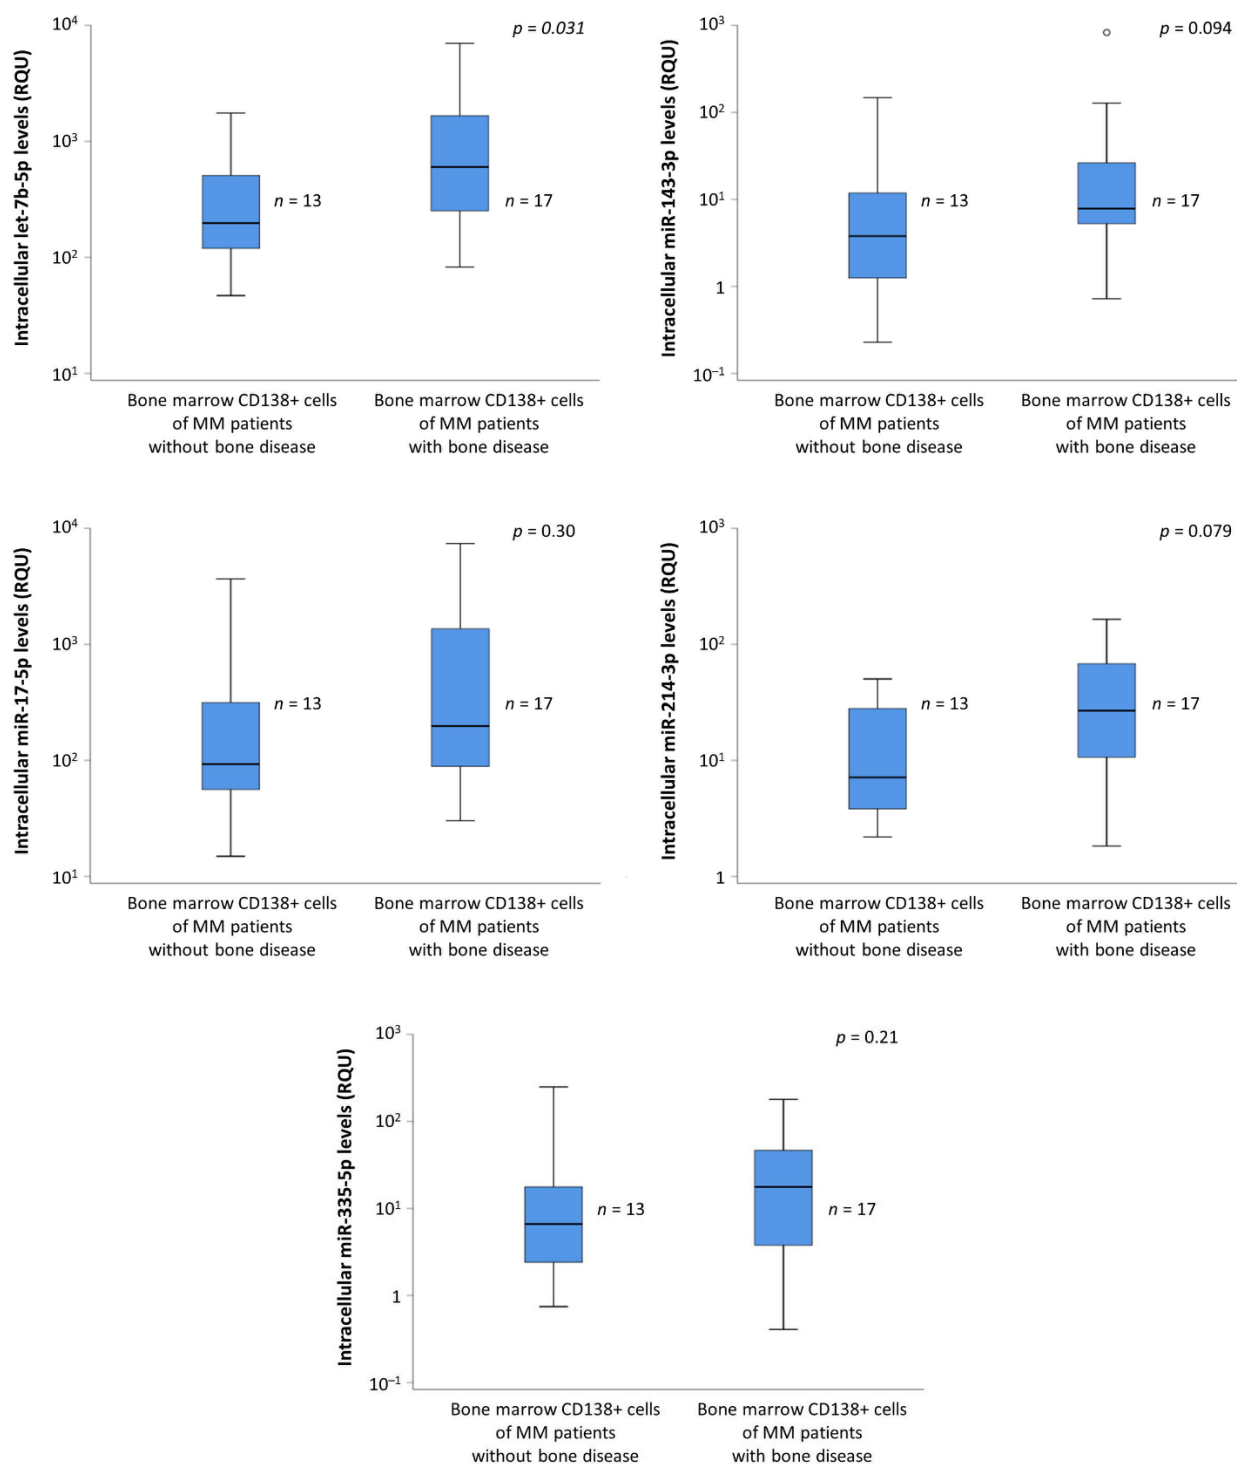 Intracellular let-7b-5p levels (RQU)
10⁴
10³
10²
10¹
p = 0.031
n = 13
n = 17
Bone marrow CD138+ cells
of MM patients
without bone disease
Bone marrow CD138+ cells
of MM patients
with bone disease
Intracellular miR-143-3p levels (RQU)
10³
10²
10¹
1
10⁻¹
p = 0.094
n = 13
n = 17
Bone marrow CD138+ cells
of MM patients
without bone disease
Bone marrow CD138+ cells
of MM patients
with bone disease
Intracellular miR-17-5p levels (RQU)
10⁴
10³
10²
10¹
p = 0.30
n = 13
n = 17
Bone marrow CD138+ cells
of MM patients
without bone disease
Bone marrow CD138+ cells
of MM patients
with bone disease
Intracellular miR-214-3p levels (RQU)
10³
10²
10¹
1
p = 0.079
n = 13
n = 17
Bone marrow CD138+ cells
of MM patients
without bone disease
Bone marrow CD138+ cells
of MM patients
with bone disease
Intracellular miR-335-5p levels (RQU)
10³
10²
10¹
1
10⁻¹
p = 0.21
n = 13
n = 17
Bone marrow CD138+ cells
of MM patients
without bone disease
Bone marrow CD138+ cells
of MM patients
with bone disease